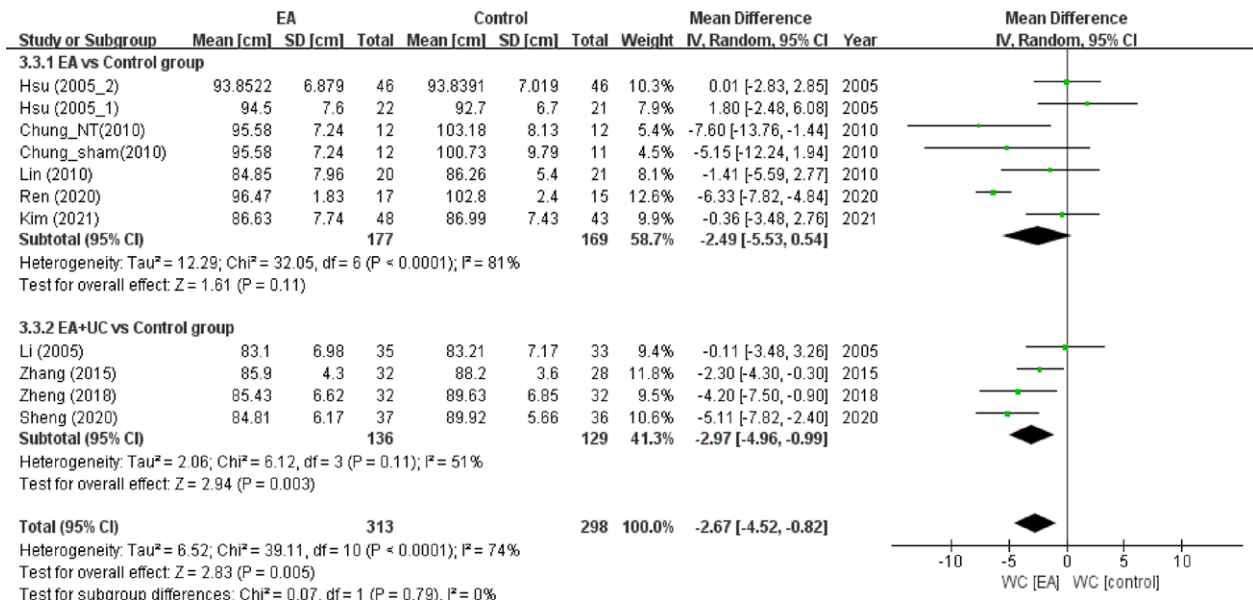 EA Control Mean Difference Mean Difference
Study or Subgroup Mean [cm] SD [cm] Total Mean [cm] SD [cm] Total Weight IV, Random, 95% CI Year IV, Random, 95% CI
3.3.1 EA vs Control group
Hsu (2005_2) 93.8522 6.879 46 93.8391 7.019 46 10.3% 0.01 [-2.83, 2.85] 2005
Hsu (2005_1) 94.5 7.6 22 92.7 6.7 21 7.9% 1.80 [-2.48, 6.08] 2005
Chung_NT(2010) 95.58 7.24 12 103.18 8.13 12 5.4% -7.60 [-13.76, -1.44] 2010
Chung_sham(2010) 95.58 7.24 12 100.73 9.79 11 4.5% -5.15 [-12.24, 1.94] 2010
Lin (2010) 84.85 7.96 20 86.26 5.4 21 8.1% -1.41 [-5.59, 2.77] 2010
Ren (2020) 96.47 1.83 17 102.8 2.4 15 12.6% -6.33 [-7.82, -4.84] 2020
Kim (2021) 86.63 7.74 48 86.99 7.43 43 9.9% -0.36 [-3.48, 2.76] 2021
Subtotal (95% CI) 177 169 58.7% -2.49 [-5.53, 0.54]
Heterogeneity: Tau² = 12.29; Chi² = 32.05, df = 6 (P < 0.0001); I² = 81%
Test for overall effect: Z = 1.61 (P = 0.11)
3.3.2 EA+UC vs Control group
Li (2005) 83.1 6.98 35 83.21 7.17 33 9.4% -0.11 [-3.48, 3.26] 2005
Zhang (2015) 85.9 4.3 32 88.2 3.6 28 11.8% -2.30 [-4.30, -0.30] 2015
Zheng (2018) 85.43 6.62 32 89.63 6.85 32 9.5% -4.20 [-7.50, -0.90] 2018
Sheng (2020) 84.81 6.17 37 89.92 5.66 36 10.6% -5.11 [-7.82, -2.40] 2020
Subtotal (95% CI) 136 129 41.3% -2.97 [-4.96, -0.99]
Heterogeneity: Tau² = 2.06; Chi² = 6.12, df = 3 (P = 0.11); I² = 51%
Test for overall effect: Z = 2.94 (P = 0.003)
Total (95% CI) 313 298 100.0% -2.67 [-4.52, -0.82]
Heterogeneity: Tau² = 6.52; Chi² = 39.11, df = 10 (P < 0.0001); I² = 74%
Test for overall effect: Z = 2.83 (P = 0.005)
Test for subgroup differences: Chi² = 0.07, df = 1 (P = 0.79), I² = 0%
-10 -5 0 5 10
WC [EA] WC [control]